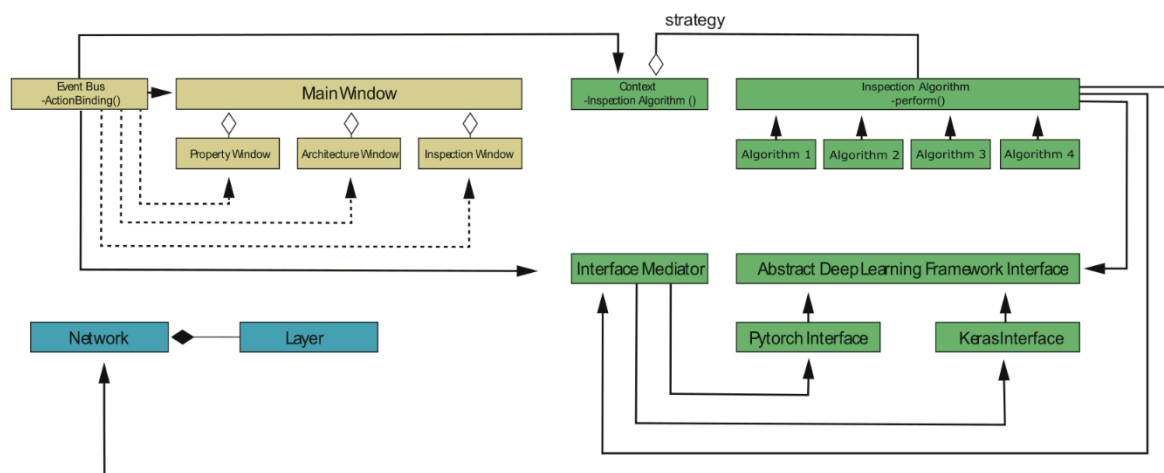 strategy
Event Bus
-ActionBinding()
Main Window
Context
-Inspection Algorithm ()
Inspection Algorithm
-perform()
Property Window
Architecture Window
Inspection Window
Algorithm 1
Algorithm 2
Algorithm 3
Algorithm 4
Interface Mediator
Abstract Deep Learning Framework Interface
Network
Layer
Pytorch Interface
KerasInterface